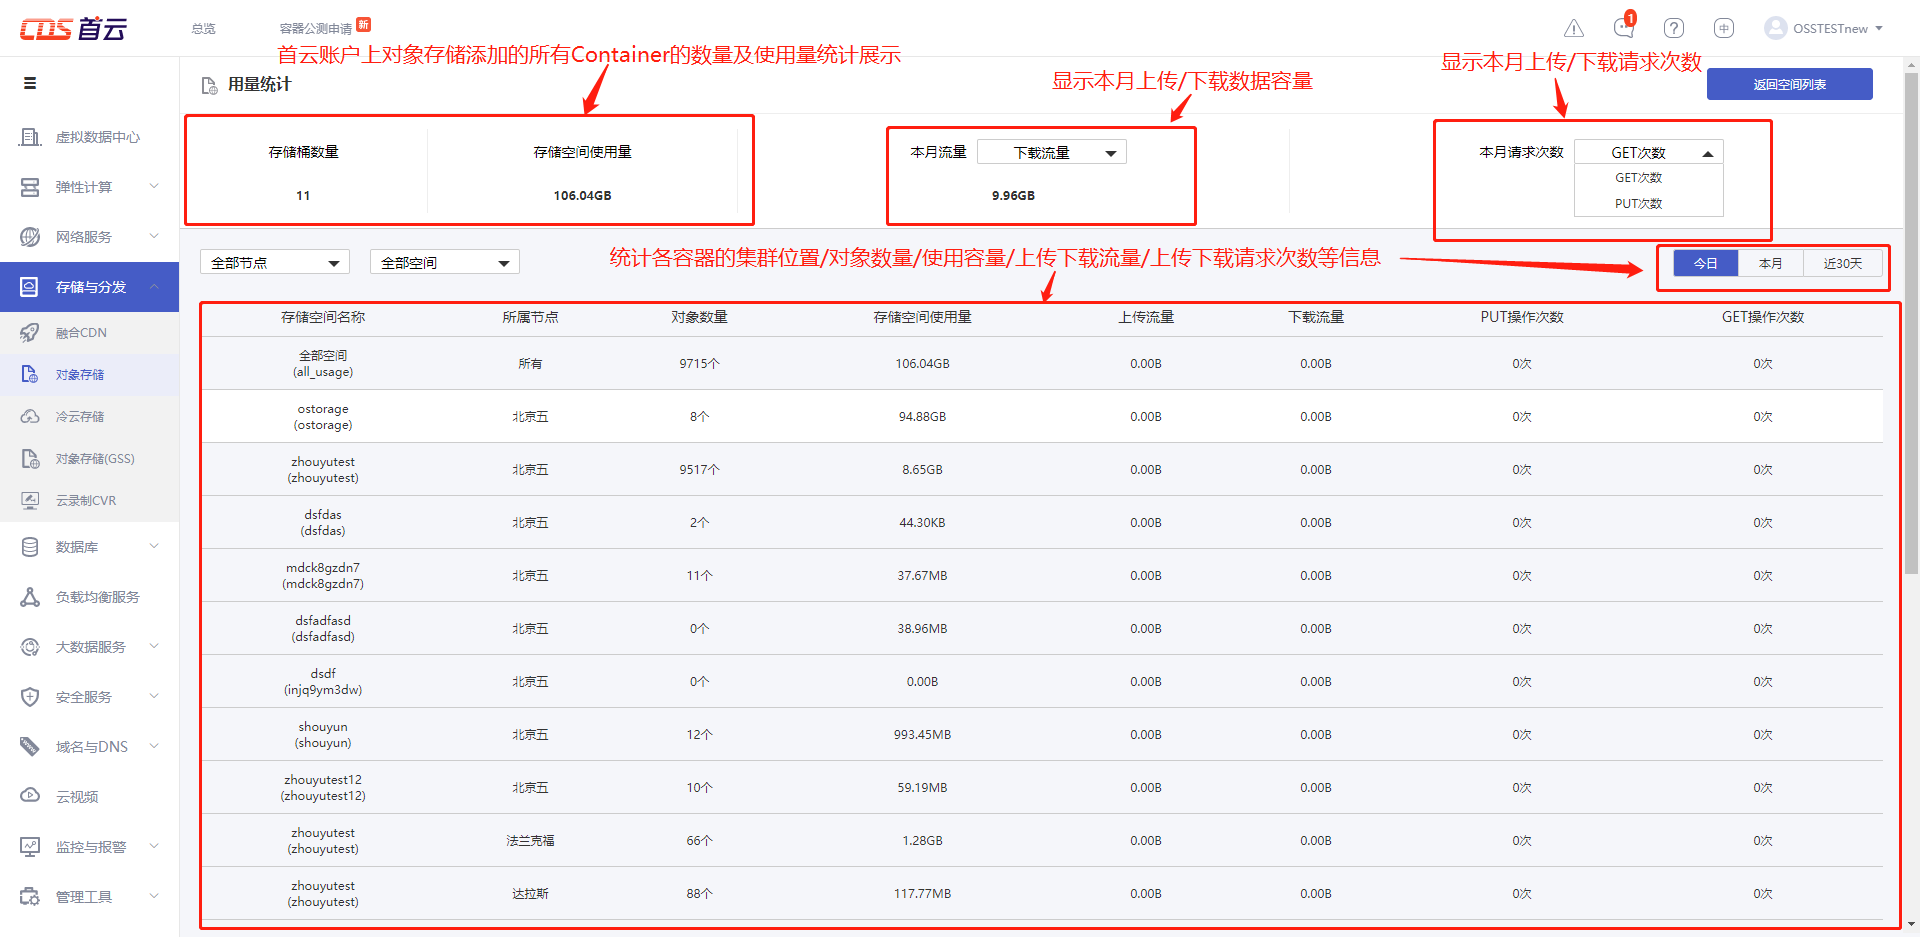 CDS 首云
总览
容器公测申请 新
1
中
OSSTESTnew
首云账户上对象存储添加的所有Container的数量及使用量统计展示
显示本月上传/下载数据容量
显示本月上传/下载请求次数
用量统计
返回空间列表
存储桶数量
存储空间使用量
11
106.04GB
本月流量
下载流量
9.96GB
本月请求次数
GET次数
GET次数
PUT次数
虚拟数据中心
弹性计算
网络服务
存储与分发
融合CDN
对象存储
冷云存储
对象存储(GSS)
云录制CVR
数据库
负载均衡服务
大数据服务
安全服务
域名与DNS
云视频
监控与报警
管理工具
全部节点
全部空间
统计各容器的集群位置/对象数量/使用容量/上传下载流量/上传下载请求次数等信息
今日 本月 近30天
存储空间名称 所属节点 对象数量 存储空间使用量 上传流量 下载流量 PUT操作次数 GET操作次数
全部空间
(all_usage) 所有 9715个 106.04GB 0.00B 0.00B 0次 0次
ostorage
(ostorage) 北京五 8个 94.88GB 0.00B 0.00B 0次 0次
zhouyutest
(zhouyutest) 北京五 9517个 8.65GB 0.00B 0.00B 0次 0次
dsfdas
(dsfdas) 北京五 2个 44.30KB 0.00B 0.00B 0次 0次
mdck8gzdn7
(mdck8gzdn7) 北京五 11个 37.67MB 0.00B 0.00B 0次 0次
dsfadfasd
(dsfadfasd) 北京五 0个 38.96MB 0.00B 0.00B 0次 0次
dsdf
(injq9ym3dw) 北京五 0个 0.00B 0.00B 0.00B 0次 0次
shouyun
(shouyun) 北京五 12个 993.45MB 0.00B 0.00B 0次 0次
zhouyutest12
(zhouyutest12) 北京五 10个 59.19MB 0.00B 0.00B 0次 0次
zhouyutest
(zhouyutest) 法兰克福 66个 1.28GB 0.00B 0.00B 0次 0次
zhouyutest
(zhouyutest) 达拉斯 88个 117.77MB 0.00B 0.00B 0次 0次